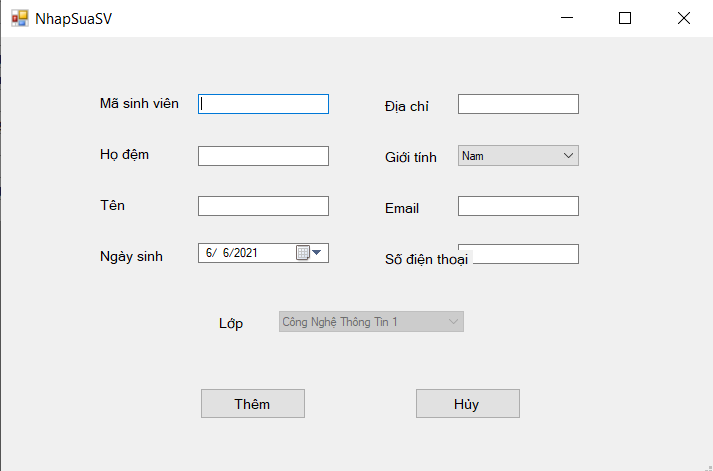 NhapSuaSV
Mã sinh viên
Địa chỉ
Họ đệm
Giới tính
Nam
Tên
Email
Ngày sinh
6/ 6/2021
Số điện thoại
Lớp
Công Nghệ Thông Tin 1
Thêm
Hủy